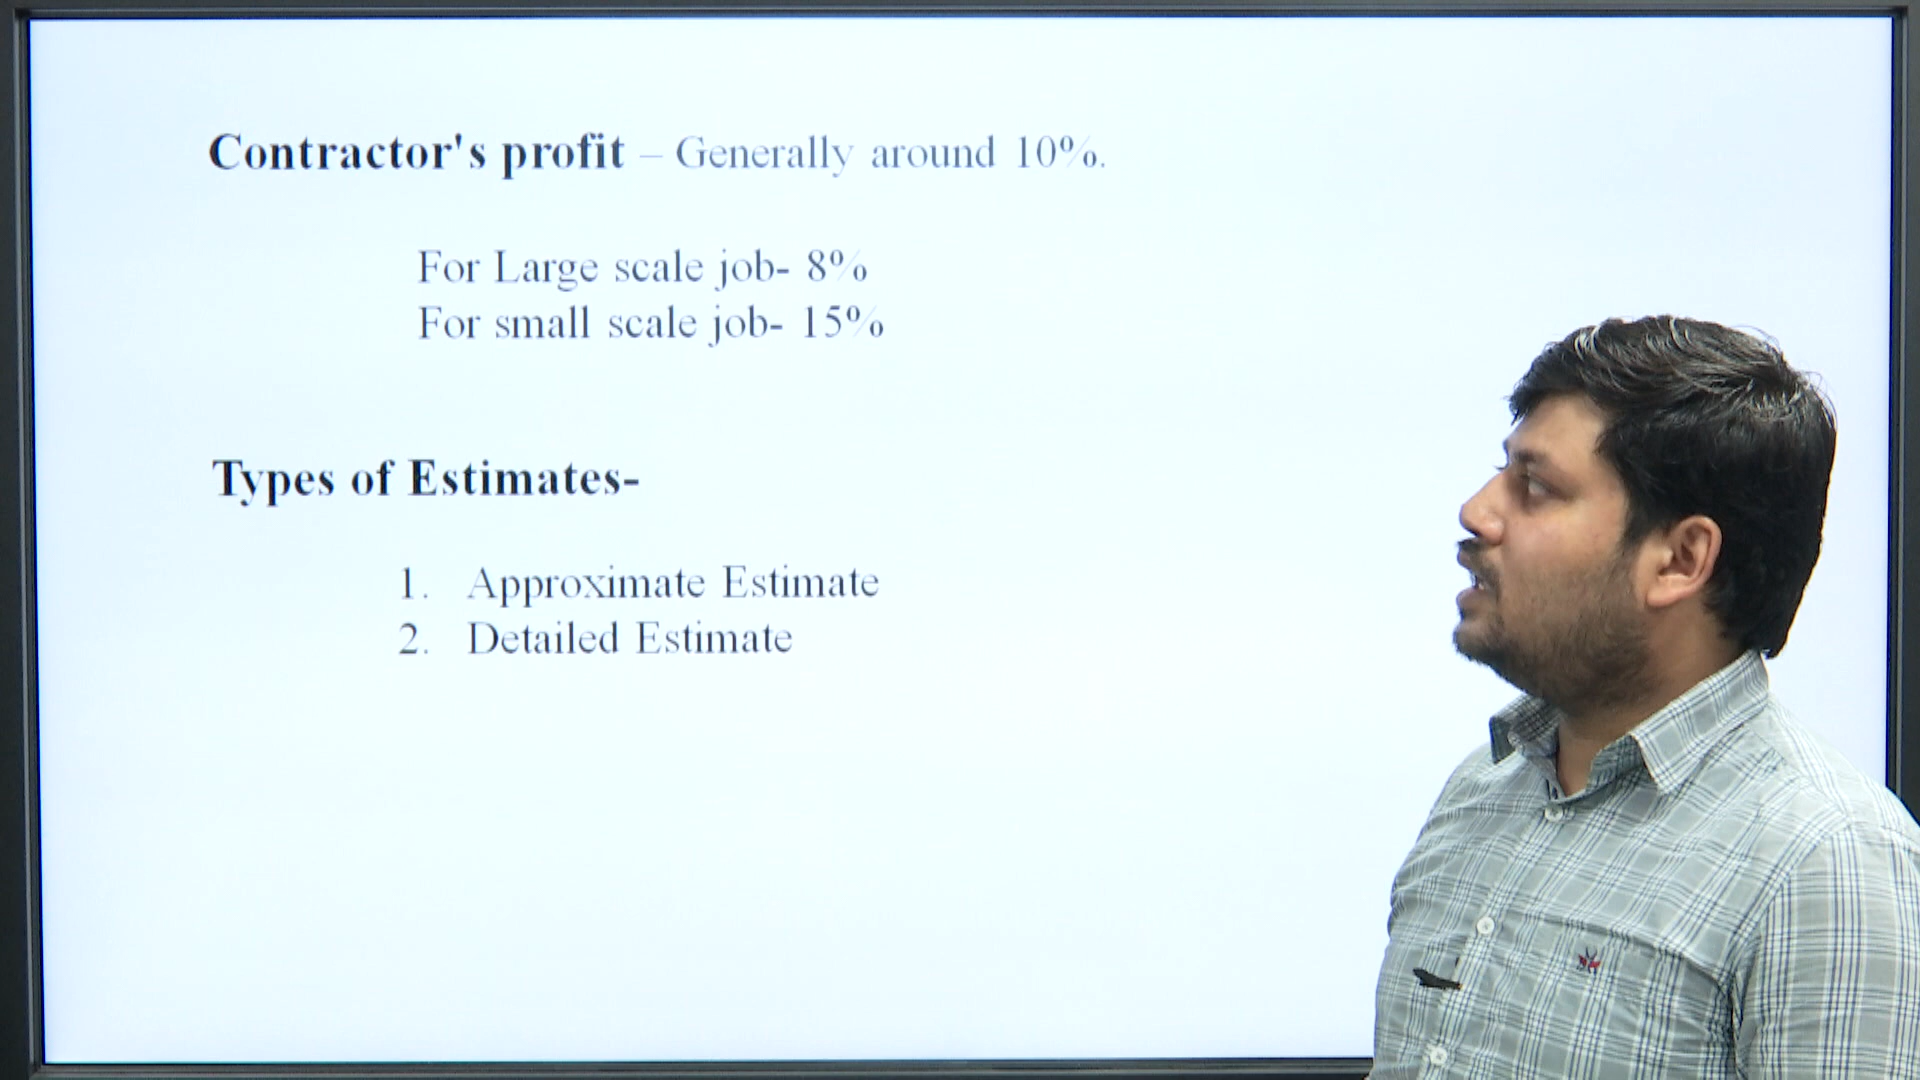 Contractor's profit – Generally around 10%.
For Large scale job- 8%
For small scale job- 15%
Types of Estimates-
1. Approximate Estimate
2. Detailed Estimate